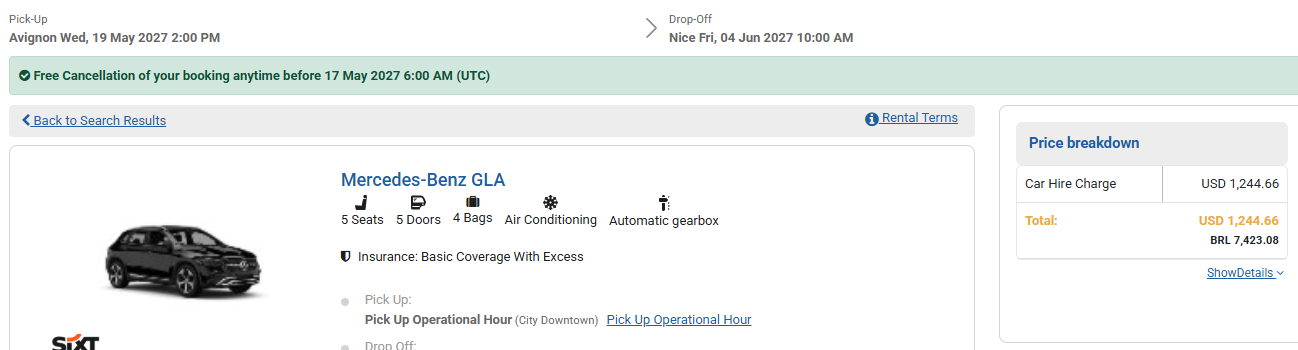 Pick-Up
Avignon Wed, 19 May 2027 2:00 PM
Drop-Off
Nice Fri, 04 Jun 2027 10:00 AM
Free Cancellation of your booking anytime before 17 May 2027 6:00 AM (UTC)
Back to Search Results
Rental Terms
Mercedes-Benz GLA
5 Seats 5 Doors 4 Bags Air Conditioning Automatic gearbox
Insurance: Basic Coverage With Excess
Pick Up:
Pick Up Operational Hour (City Downtown) Pick Up Operational Hour
Drop Off:
SIXT
Price breakdown
Car Hire Charge USD 1,244.66
Total: USD 1,244.66
BRL 7,423.08
ShowDetails